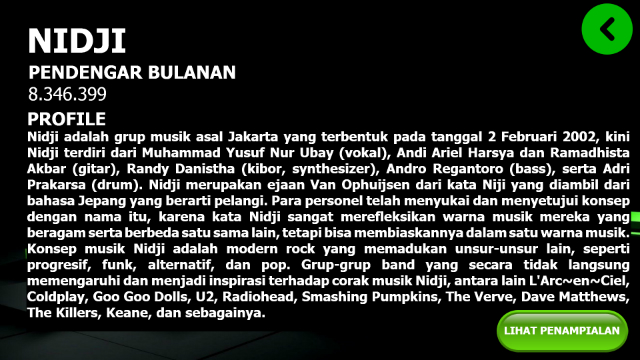 NIDJI
PENDENGAR BULANAN
8.346.399
PROFILE
Nidji adalah grup musik asal Jakarta yang terbentuk pada tanggal 2 Februari 2002, kini
Nidji terdiri dari Muhammad Yusuf Nur Ubay (vokal), Andi Ariel Harsya dan Ramadhista
Akbar (gitar), Randy Danistha (kibor, synthesizer), Andro Regantoro (bass), serta Adri
Prakarsa (drum). Nidji merupakan ejaan Van Ophuijsen dari kata Niji yang diambil dari
bahasa Jepang yang berarti pelangi. Para personel telah menyukai dan menyetujui konsep
dengan nama itu, karena kata Nidji sangat merefleksikan warna musik mereka yang
beragam serta berbeda satu sama lain, tetapi bisa membiaskannya dalam satu warna musik.
Konsep musik Nidji adalah modern rock yang memadukan unsur-unsur lain, seperti
progresif, funk, alternatif, dan pop. Grup-grup band yang secara tidak langsung
memengaruhi dan menjadi inspirasi terhadap corak musik Nidji, antara lain L'Arc~en~Ciel,
Coldplay, Goo Goo Dolls, U2, Radiohead, Smashing Pumpkins, The Verve, Dave Matthews,
The Killers, Keane, dan sebagainya.
LIHAT PENAMPIALAN